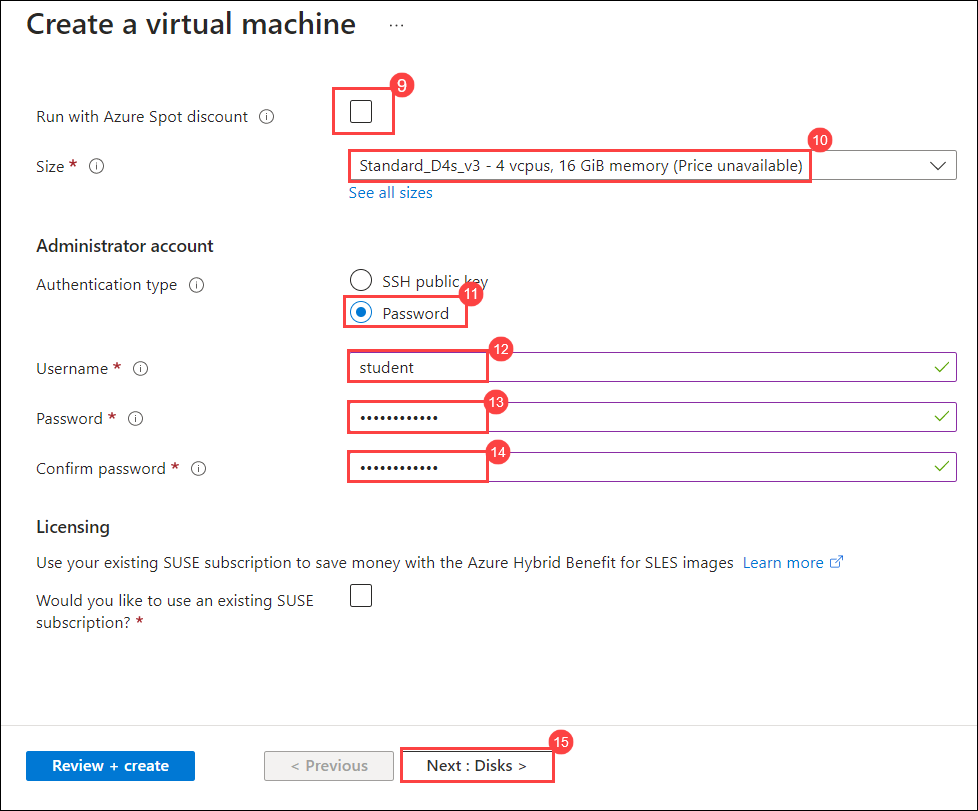 Create a virtual machine ...
9
Run with Azure Spot discount
10
Size * Standard_D4s_v3 - 4 vcpus, 16 GiB memory (Price unavailable)
See all sizes
Administrator account
Authentication type SSH public key
11
Password
12
Username * student
13
Password * ••••••••••••
14
Confirm password * ••••••••••••
Licensing
Use your existing SUSE subscription to save money with the Azure Hybrid Benefit for SLES images Learn more
Would you like to use an existing SUSE
subscription? *
15
Review + create < Previous Next : Disks >